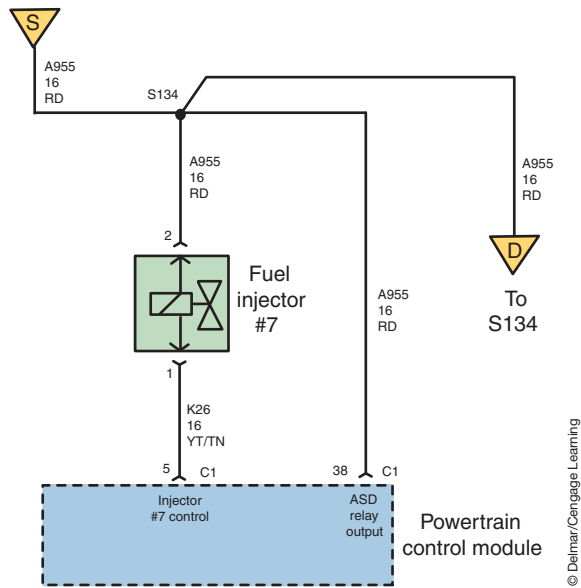 S
A955
16
RD
S134
A955
16
RD
A955
16
RD
2
D
Fuel
injector
#7
To
S134
A955
16
RD
1
K26
16
YT/TN
5 C1
38 C1
Injector
#7 control
ASD
relay
output
Powertrain
control module
© Delmar/Cengage Learning